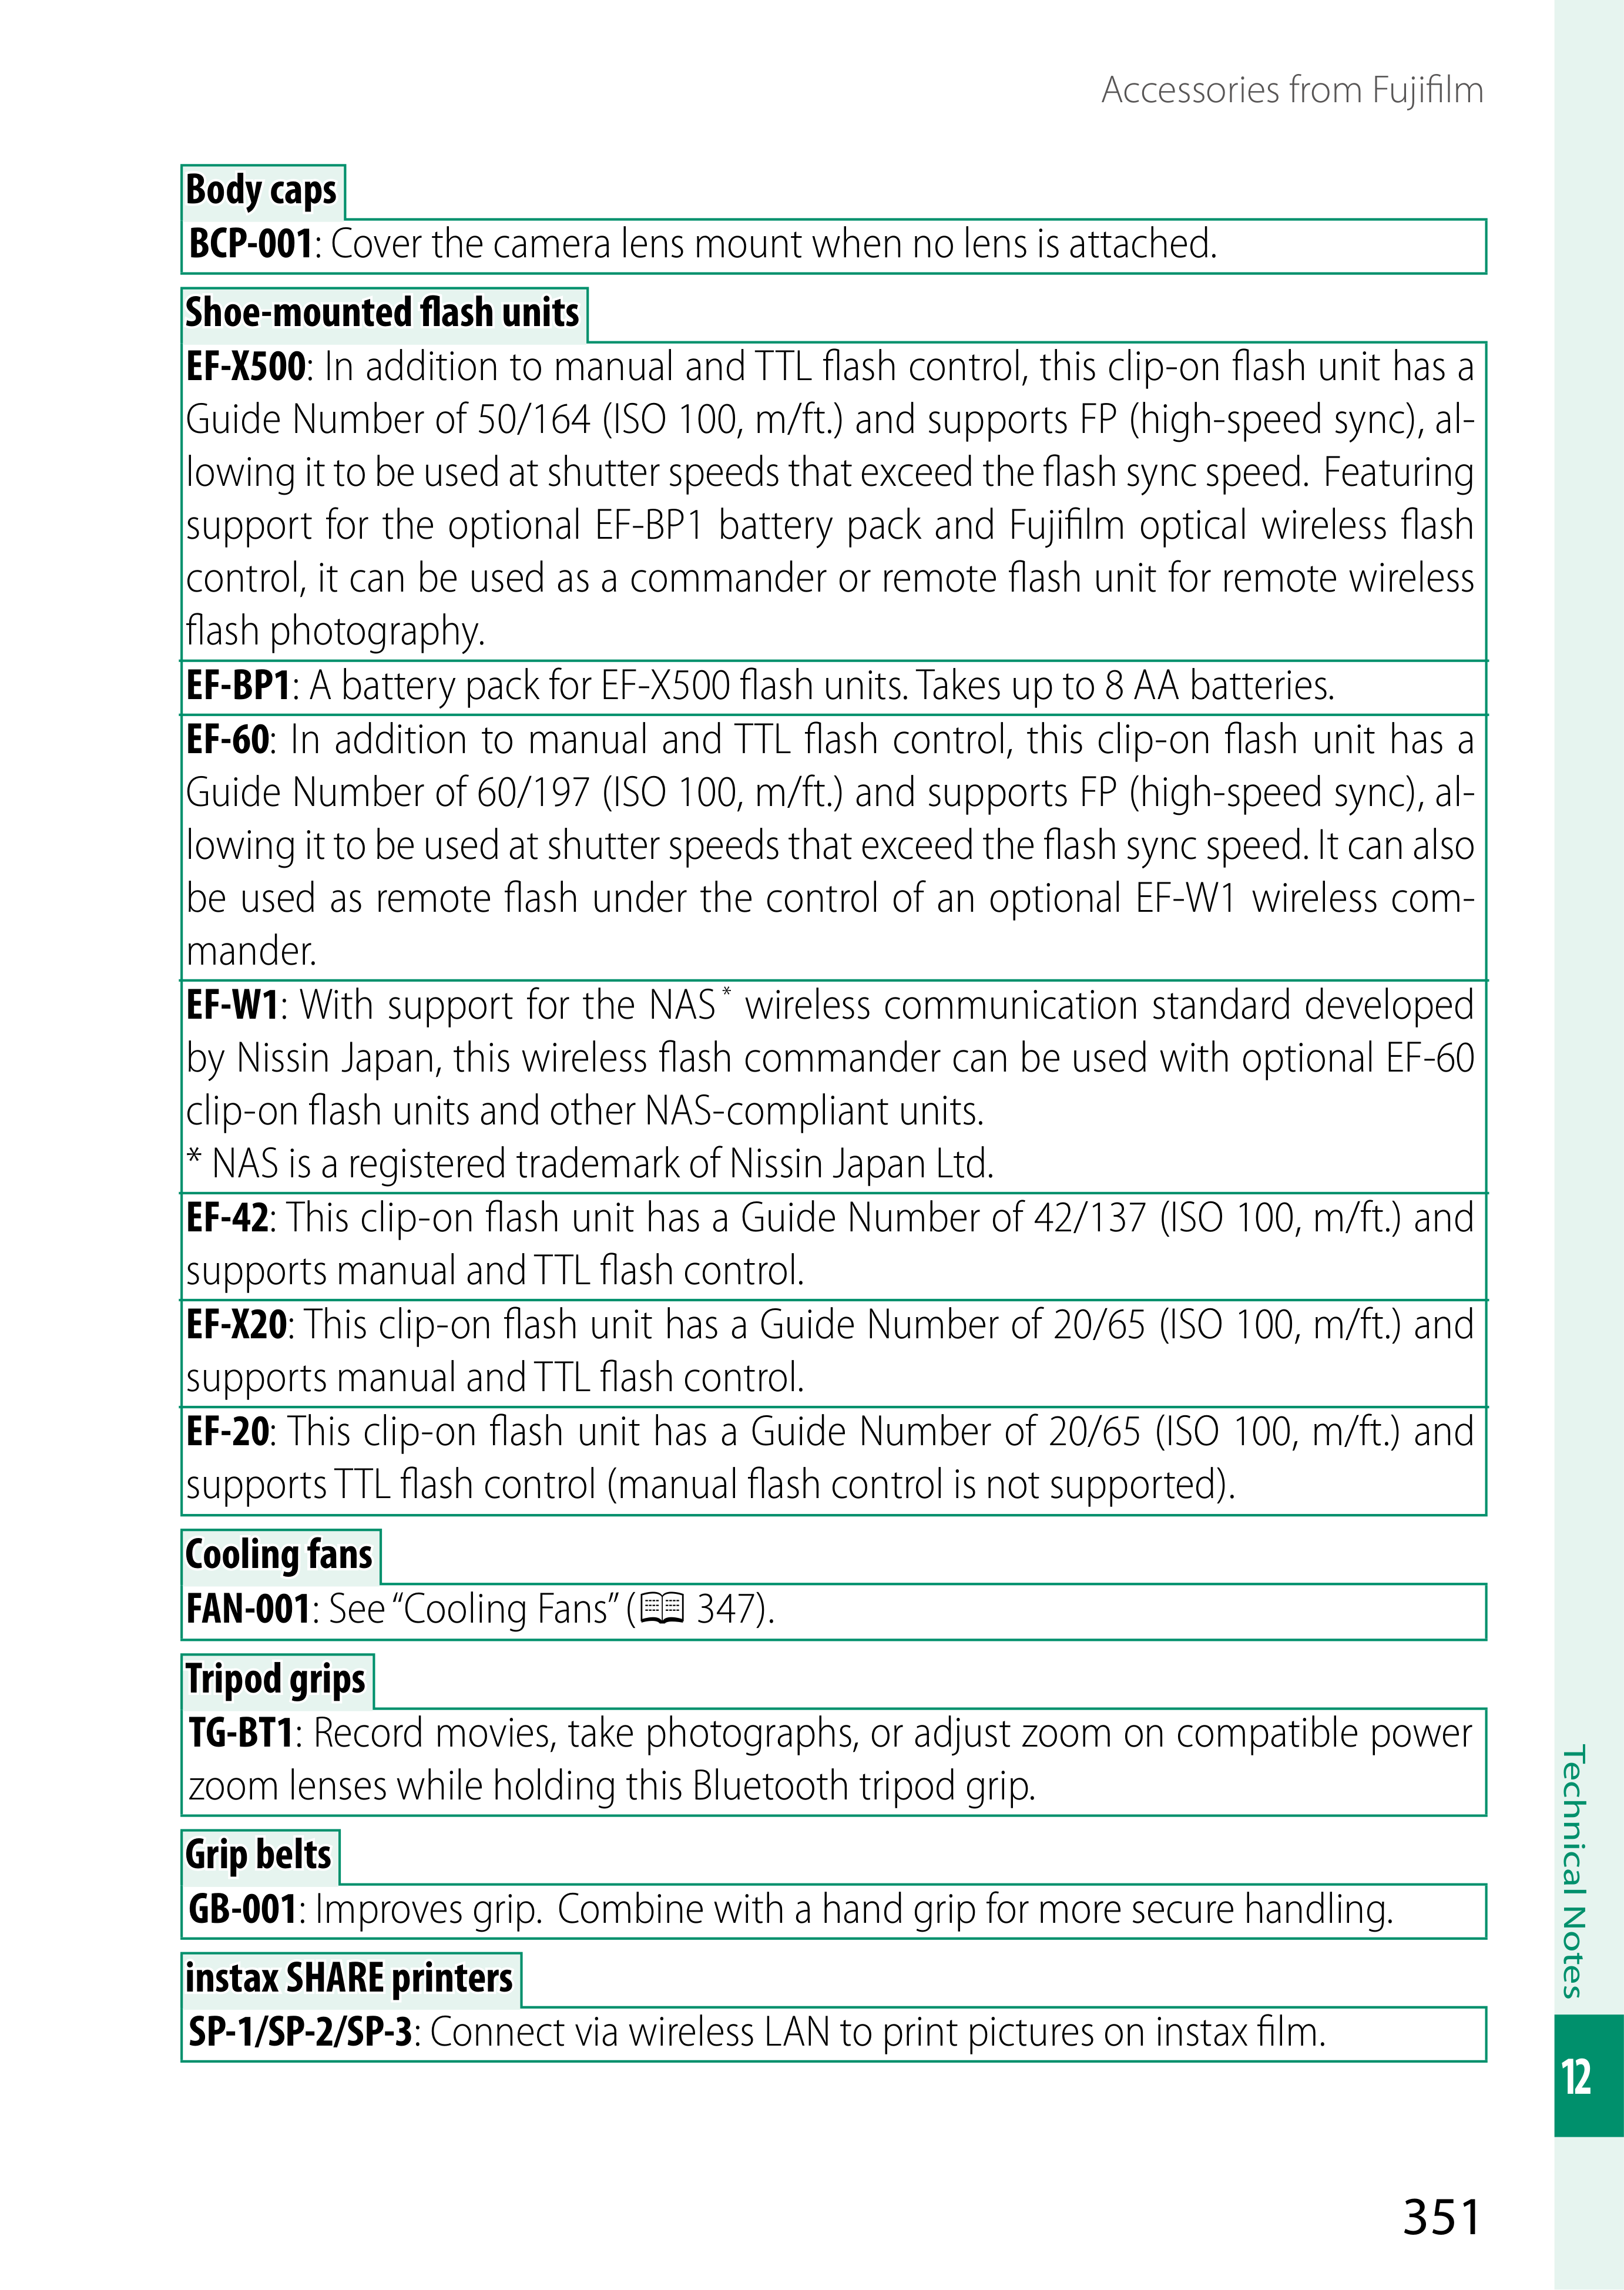 Accessories from Fujifilm
Body caps
BCP-001: Cover the camera lens mount when no lens is attached.
Shoe-mounted flash units
EF-X500: In addition to manual and TTL flash control, this clip-on flash unit has a
Guide Number of 50/164 (ISO 100, m/ft.) and supports FP (high-speed sync), al-
lowing it to be used at shutter speeds that exceed the flash sync speed. Featuring
support for the optional EF-BP1 battery pack and Fujifilm optical wireless flash
control, it can be used as a commander or remote flash unit for remote wireless
flash photography.
EF-BP1: A battery pack for EF-X500 flash units. Takes up to 8 AA batteries.
EF-60: In addition to manual and TTL flash control, this clip-on flash unit has a
Guide Number of 60/197 (ISO 100, m/ft.) and supports FP (high-speed sync), al-
lowing it to be used at shutter speeds that exceed the flash sync speed. It can also
be used as remote flash under the control of an optional EF-W1 wireless com-
mander.
EF-W1: With support for the NAS* wireless communication standard developed
by Nissin Japan, this wireless flash commander can be used with optional EF-60
clip-on flash units and other NAS-compliant units.
* NAS is a registered trademark of Nissin Japan Ltd.
EF-42: This clip-on flash unit has a Guide Number of 42/137 (ISO 100, m/ft.) and
supports manual and TTL flash control.
EF-X20: This clip-on flash unit has a Guide Number of 20/65 (ISO 100, m/ft.) and
supports manual and TTL flash control.
EF-20: This clip-on flash unit has a Guide Number of 20/65 (ISO 100, m/ft.) and
supports TTL flash control (manual flash control is not supported).
Cooling fans
FAN-001: See “Cooling Fans” (📖 347).
Tripod grips
TG-BT1: Record movies, take photographs, or adjust zoom on compatible power
zoom lenses while holding this Bluetooth tripod grip.
Grip belts
GB-001: Improves grip. Combine with a hand grip for more secure handling.
instax SHARE printers
SP-1/SP-2/SP-3: Connect via wireless LAN to print pictures on instax film.
Technical Notes
12
351